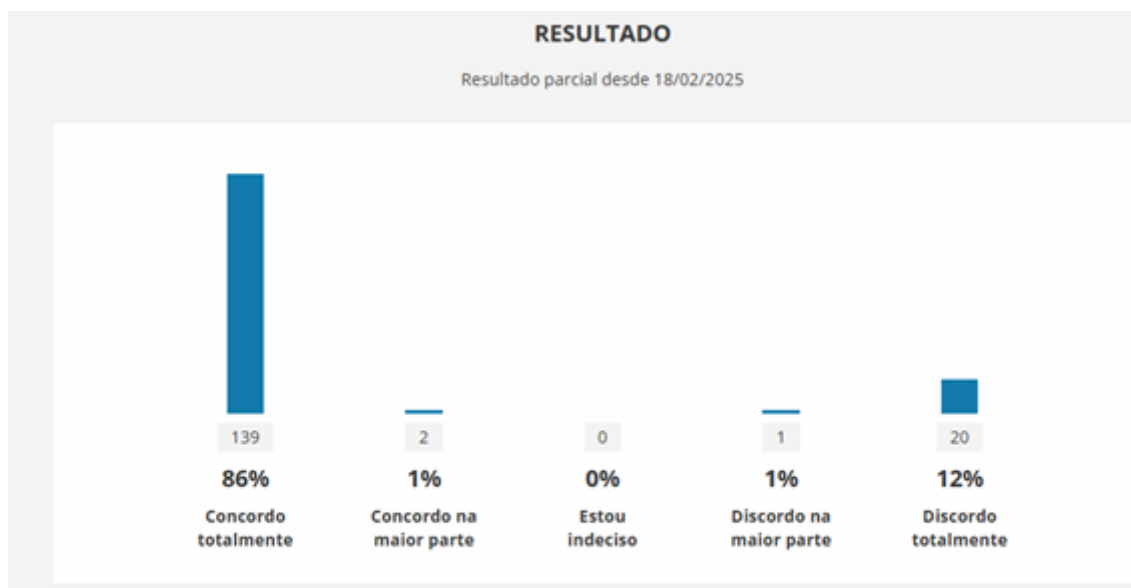 RESULTADO
Resultado parcial desde 18/02/2025
139
2
0
1
20
86%
1%
0%
1%
12%
Concordo
totalmente
Concordo na
maior parte
Estou
indeciso
Discordo na
maior parte
Discordo
totalmente